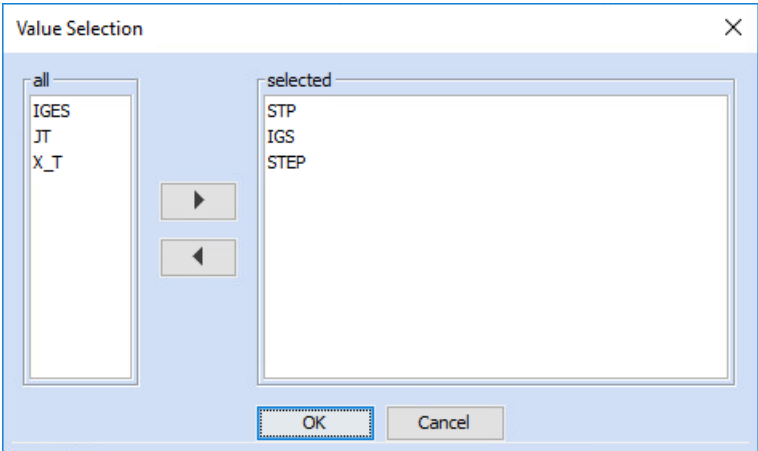 Value Selection
all
IGES
JT
X_T
selected
STP
IGS
STEP
OK
Cancel